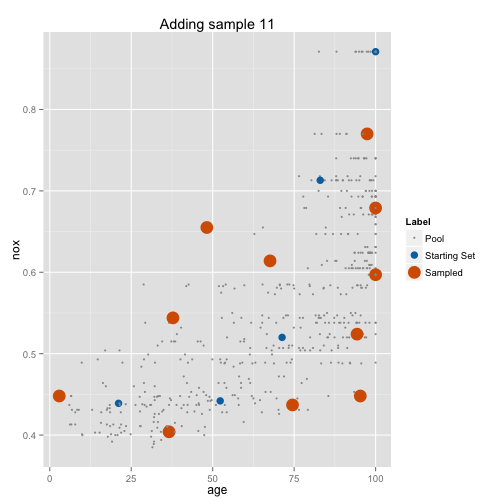 Adding sample 11
nox
0.8
0.7
0.6
0.5
0.4
0
25
50
75
100
age
Label
Pool
Starting Set
Sampled